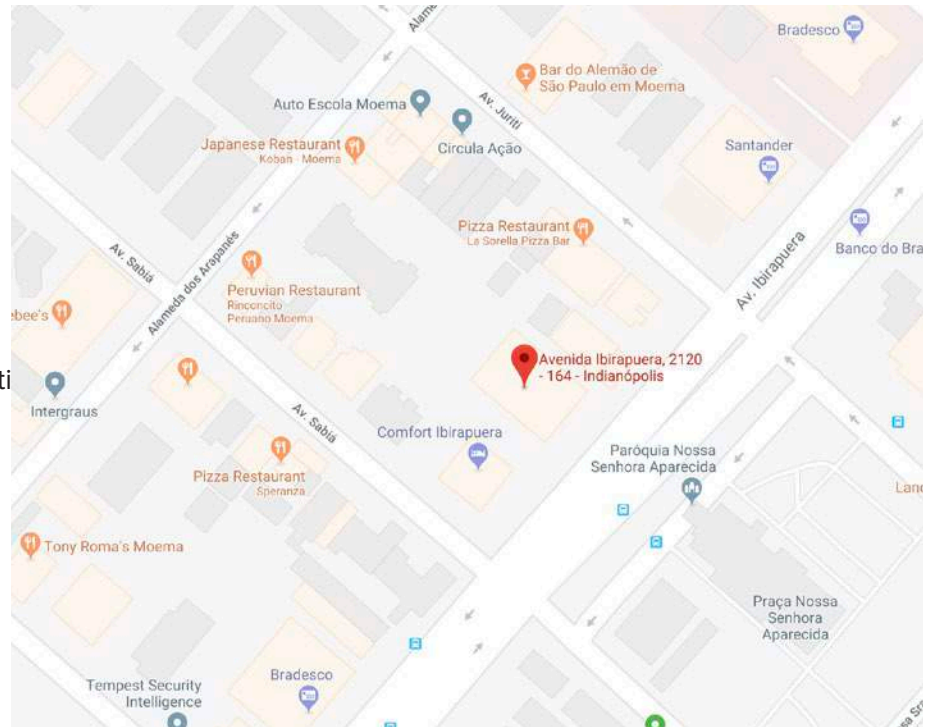 Bradesco
Bar do Alemão de
São Paulo em Moema
Av. Juriti
Auto Escola Moema
Circula Ação
Japanese Restaurant
Koban - Moema
Santander
Pizza Restaurant
La Sorella Pizza Bar
Banco do Bra
Av. Ibirapuera
Av. Sabiá
Alameda dos Arapanés
Peruvian Restaurant
Rinconcito
Peruano Moema
ebee's
Avenida Ibirapuera, 2120
- 164 - Indianópolis
ti
Intergraus
Av. Sabiá
Comfort Ibirapuera
Paróquia Nossa
Senhora Aparecida
Pizza Restaurant
Speranza
Lanc
Tony Roma's Moema
Praça Nossa
Senhora
Aparecida
Bradesco
Tempest Security
Intelligence